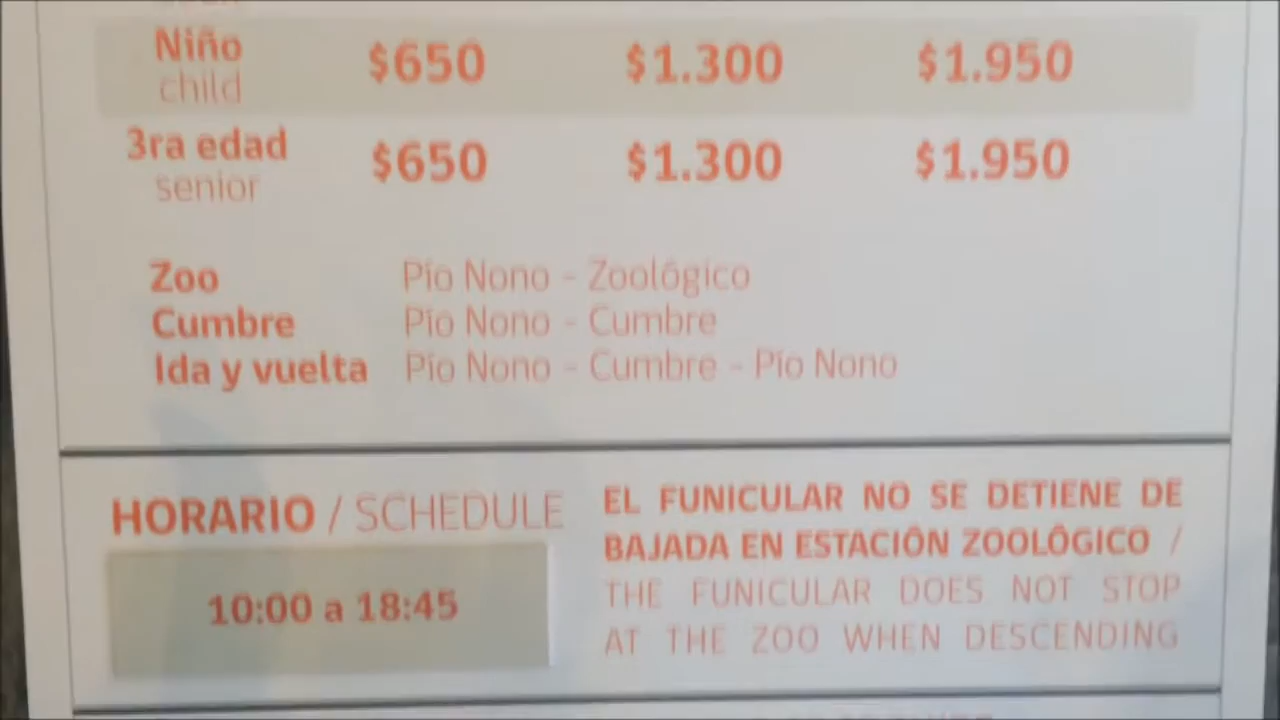 Niño $650 $1.300 $1.950
child
3ra edad $650 $1.300 $1.950
senior
Zoo Pío Nono - Zoológico
Cumbre Pío Nono - Cumbre
Ida y vuelta Pío Nono - Cumbre - Pío Nono
HORARIO / SCHEDULE
10:00 a 18:45
EL FUNICULAR NO SE DETIENE DE
BAJADA EN ESTACIÓN ZOOLÓGICO /
THE FUNICULAR DOES NOT STOP
AT THE ZOO WHEN DESCENDING